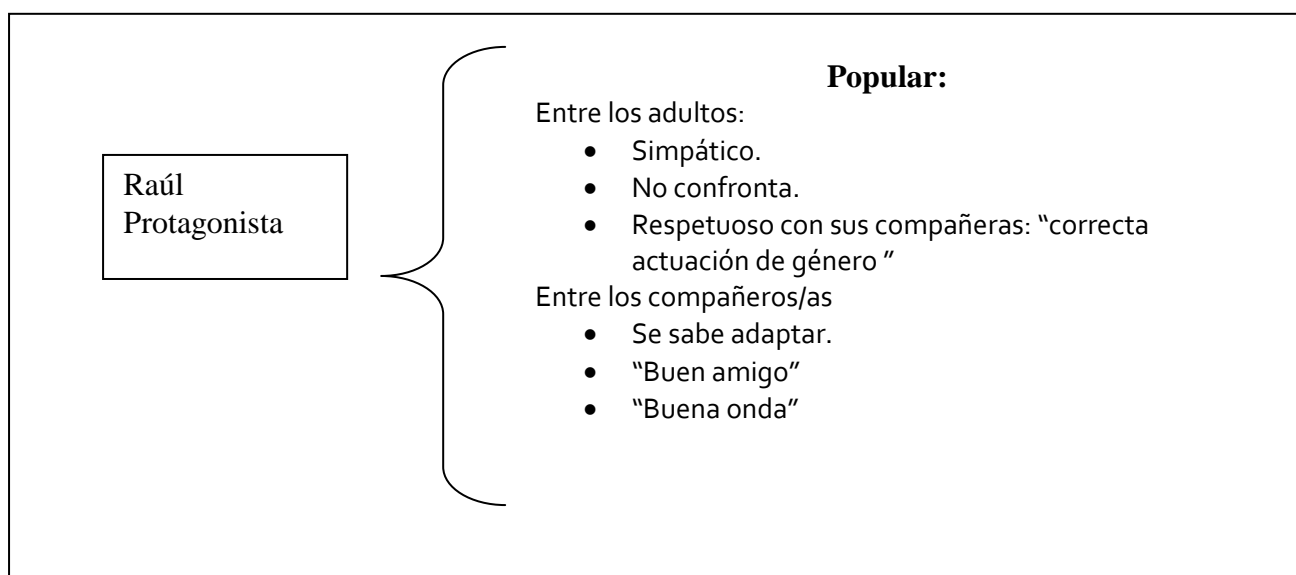 Raúl
Protagonista
Popular:
Entre los adultos:
• Simpático.
• No confronta.
• Respetuoso con sus compañeras: “correcta
actuación de género ”
Entre los compañeros/as
• Se sabe adaptar.
• “Buen amigo”
• “Buena onda”